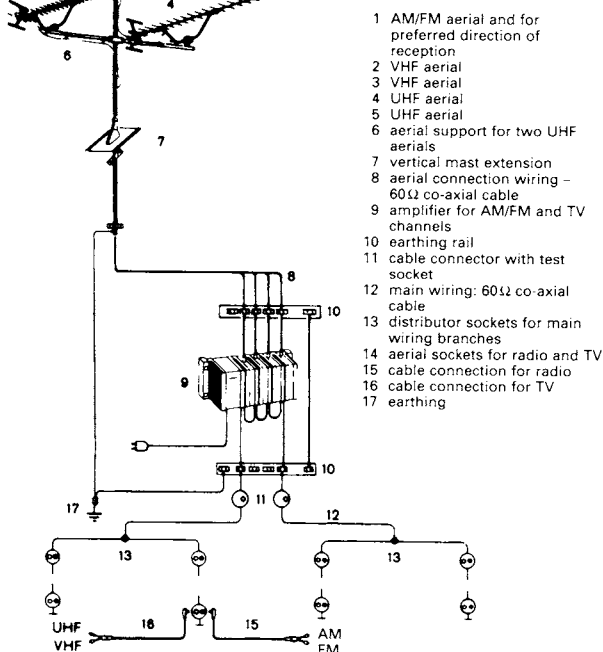 4
6
7
8
10
9
10
17
11
12
13
13
16
15
UHF
VHF
AM
FM
1 AM/FM aerial and for
preferred direction of
reception
2 VHF aerial
3 VHF aerial
4 UHF aerial
5 UHF aerial
6 aerial support for two UHF
aerials
7 vertical mast extension
8 aerial connection wiring –
60Ω co-axial cable
9 amplifier for AM/FM and TV
channels
10 earthing rail
11 cable connector with test
socket
12 main wiring: 60Ω co-axial
cable
13 distributor sockets for main
wiring branches
14 aerial sockets for radio and TV
15 cable connection for radio
16 cable connection for TV
17 earthing